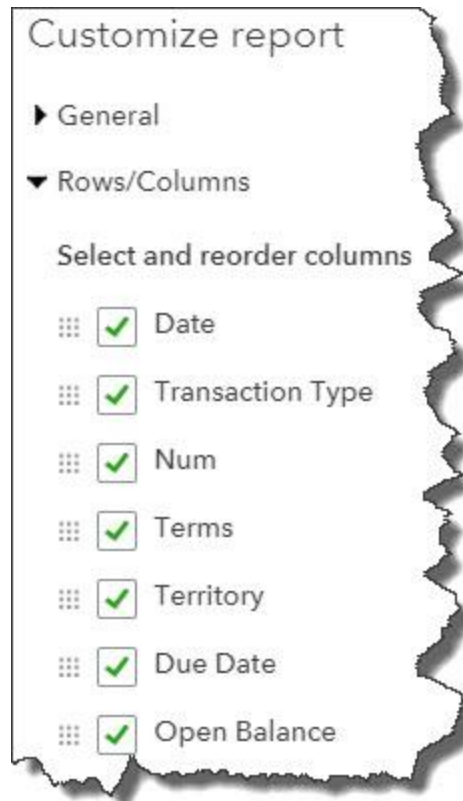 Customize report
General
Rows/Columns
Select and reorder columns
Date
Transaction Type
Num
Terms
Territory
Due Date
Open Balance